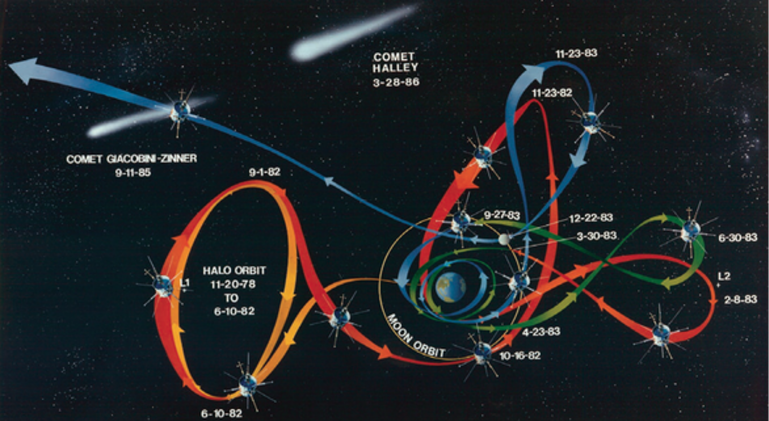 COMET
HALLEY
3-28-86
11-23-83
11-23-82
COMET GIACOBINI-ZINNER
9-11-85
9-1-82
9-27-83
12-22-83
3-30-83
6-30-83
L1
HALO ORBIT
11-20-78
TO
6-10-82
L2
2-8-83
MOON ORBIT
4-23-83
10-16-82
6-10-82